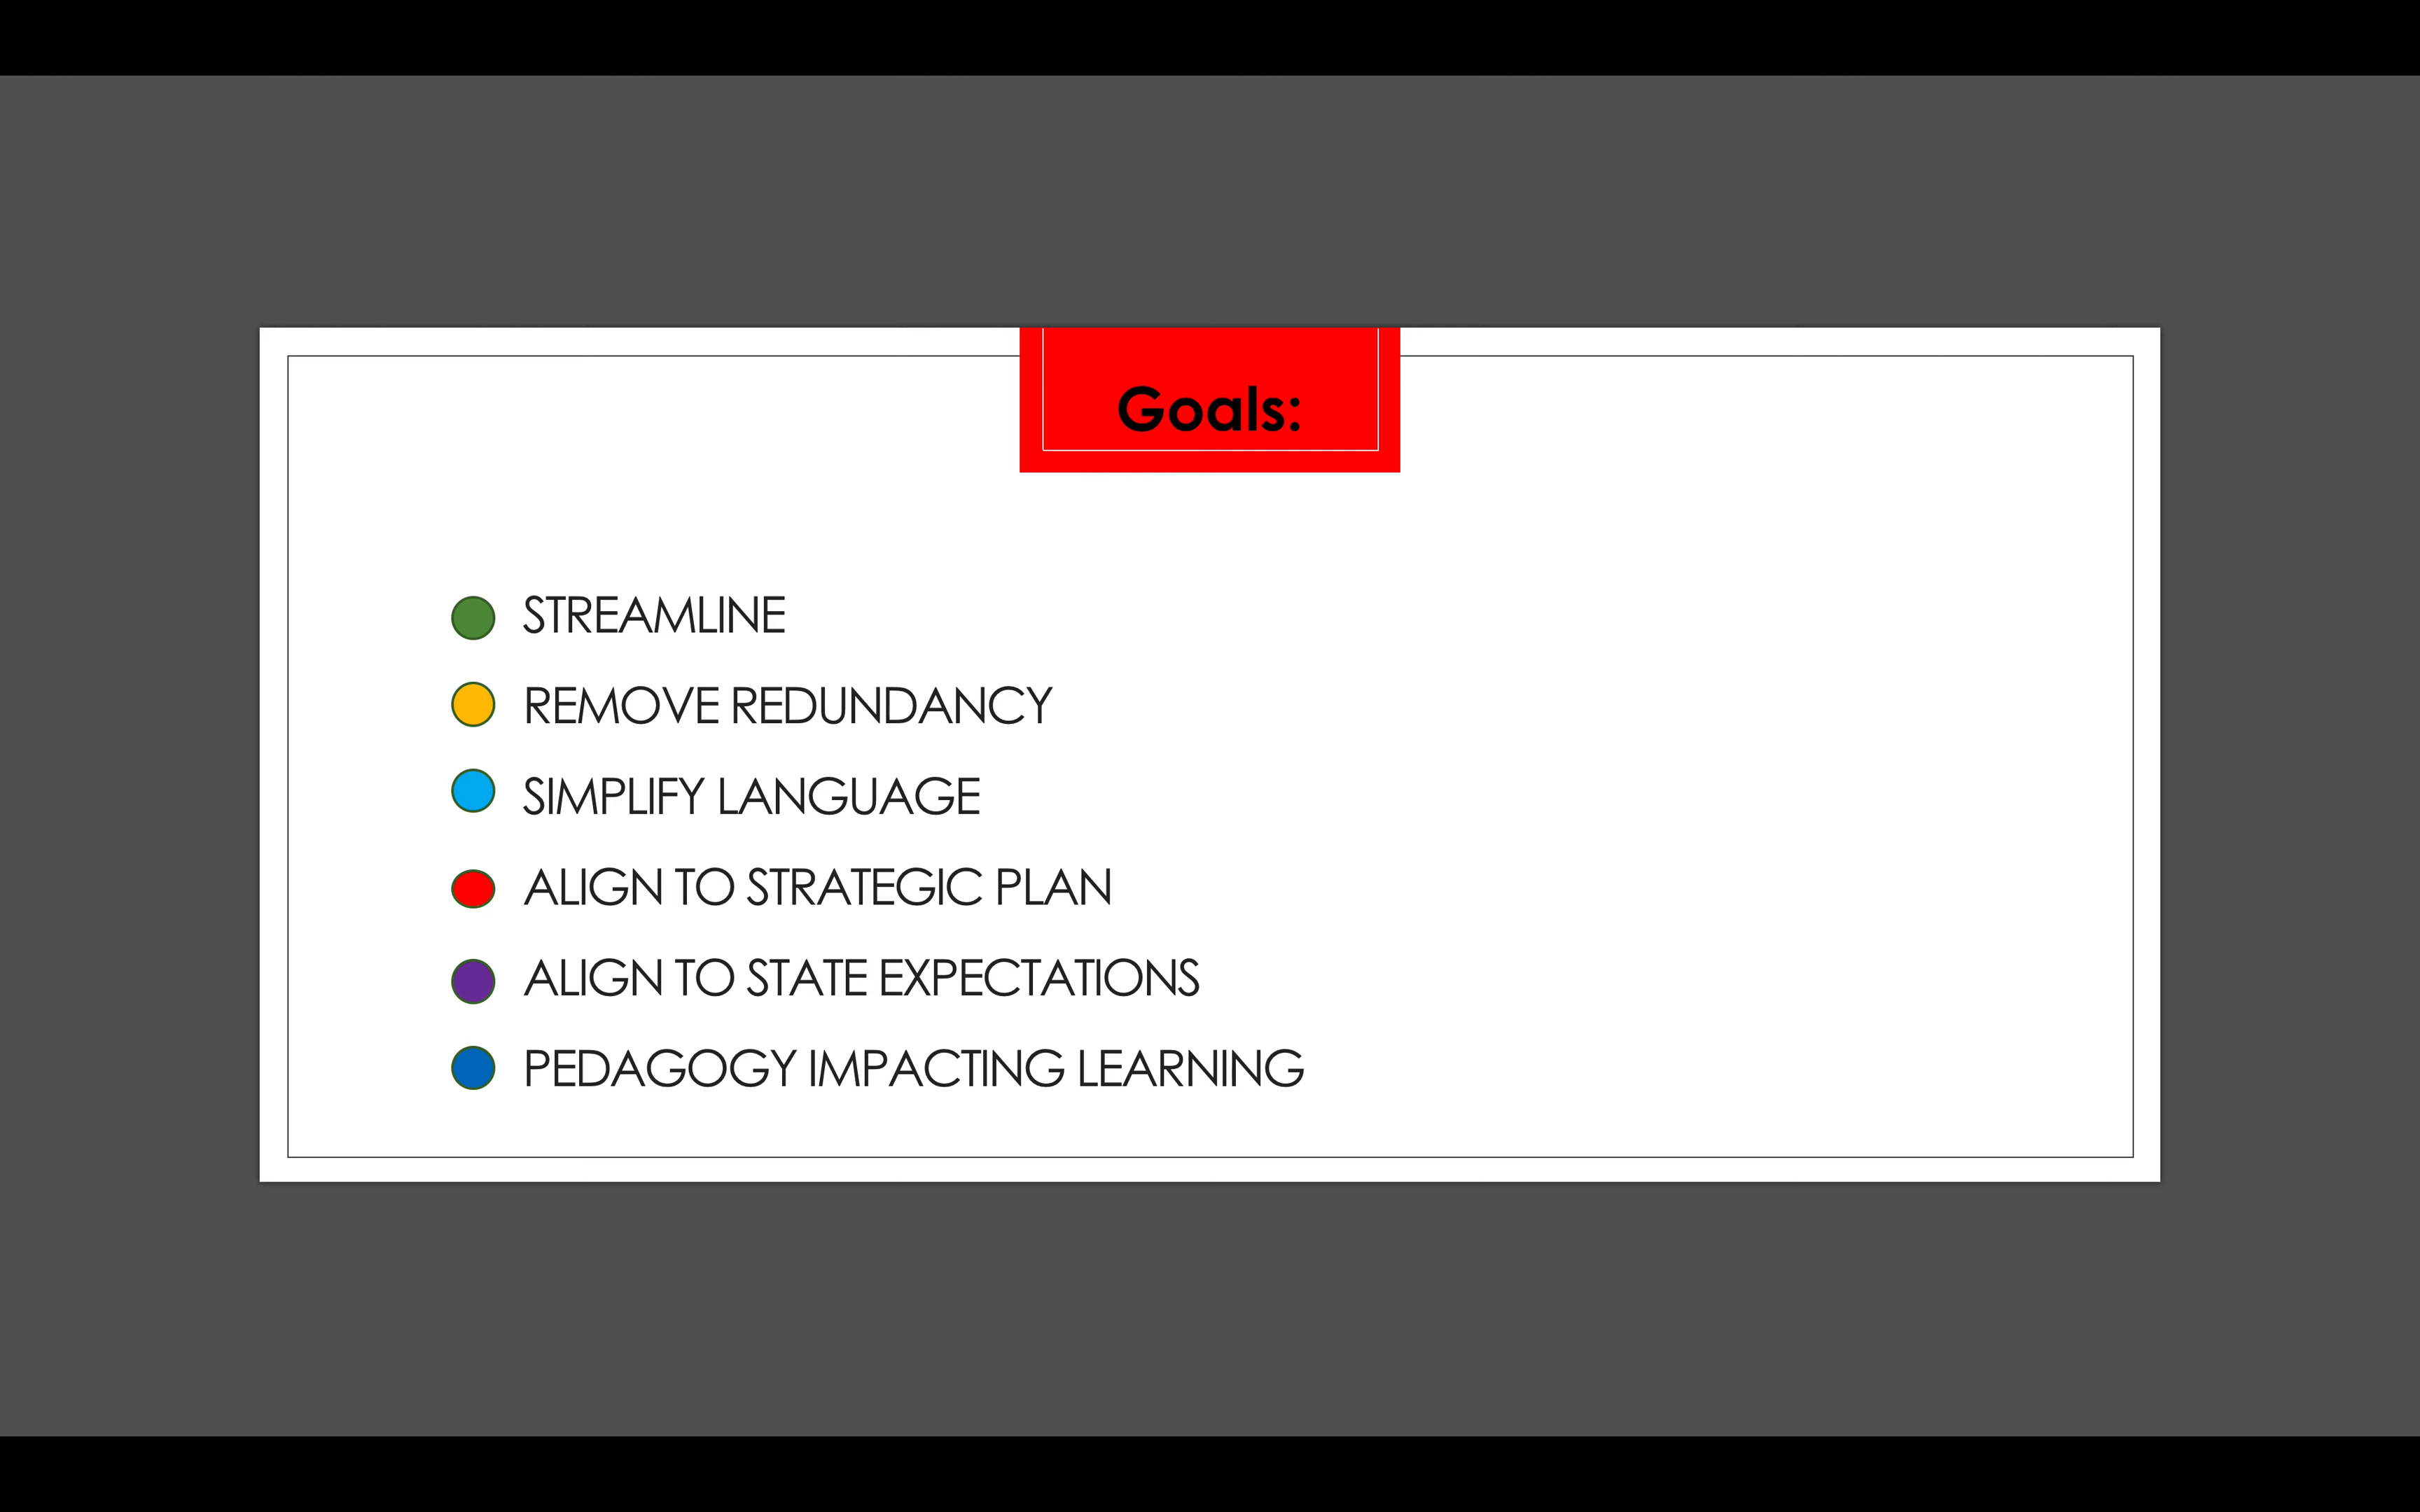 Goals:
STREAMLINE
REMOVE REDUNDANCY
SIMPLIFY LANGUAGE
ALIGN TO STRATEGIC PLAN
ALIGN TO STATE EXPECTATIONS
PEDAGOGY IMPACTING LEARNING